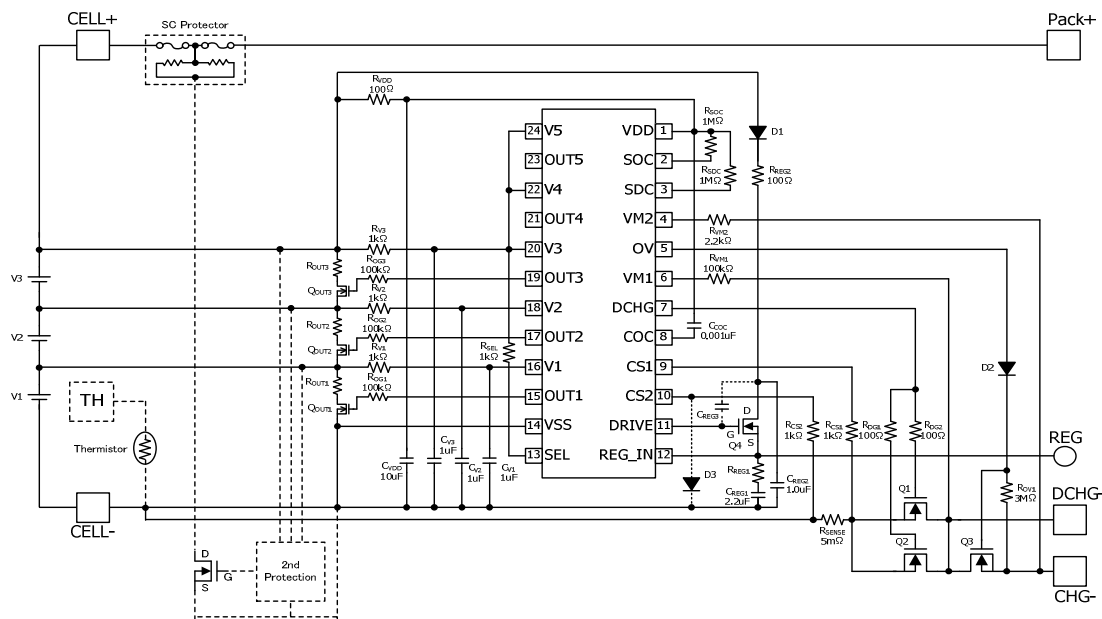 CELL+
SC Protector
Pack+
RVDD
100Ω
24 V5
23 OUT5
22 V4
21 OUT4
20 V3
19 OUT3
18 V2
17 OUT2
16 V1
15 OUT1
14 VSS
13 SEL
VDD 1
SOC 2
SDC 3
VM2 4
OV 5
VM1 6
DCHG 7
COC 8
CS1 9
CS2 10
DRIVE 11
REG_IN 12
RSOC
1MΩ
RSDC
1MΩ
D1
RREG2
100Ω
RVM2
2.2kΩ
RVM1
100kΩ
CCOC
0.001uF
RV3
1kΩ
ROUT3
ROG3
100kΩ
QOUT3
RV2
1kΩ
ROUT2
ROG2
100kΩ
QOUT2
RV1
1kΩ
ROUT1
ROG1
100kΩ
QOUT1
RSEL
1kΩ
V3
V2
V1
TH
Thermistor
CVDD
10uF
CV3
1uF
CV2
1uF
CV1
1uF
D3
CREG3
D
G
S
Q4
RREG1
CREG1
2.2uF
CREG2
1.0uF
RCS2
1kΩ
RCS1
1kΩ
RDG1
100Ω
RDG2
100Ω
D2
ROV1
3MΩ
REG
DCHG-
CHG-
Q1
Q2
Q3
RSENSE
5mΩ
CELL-
D
G
S
2nd
Protection